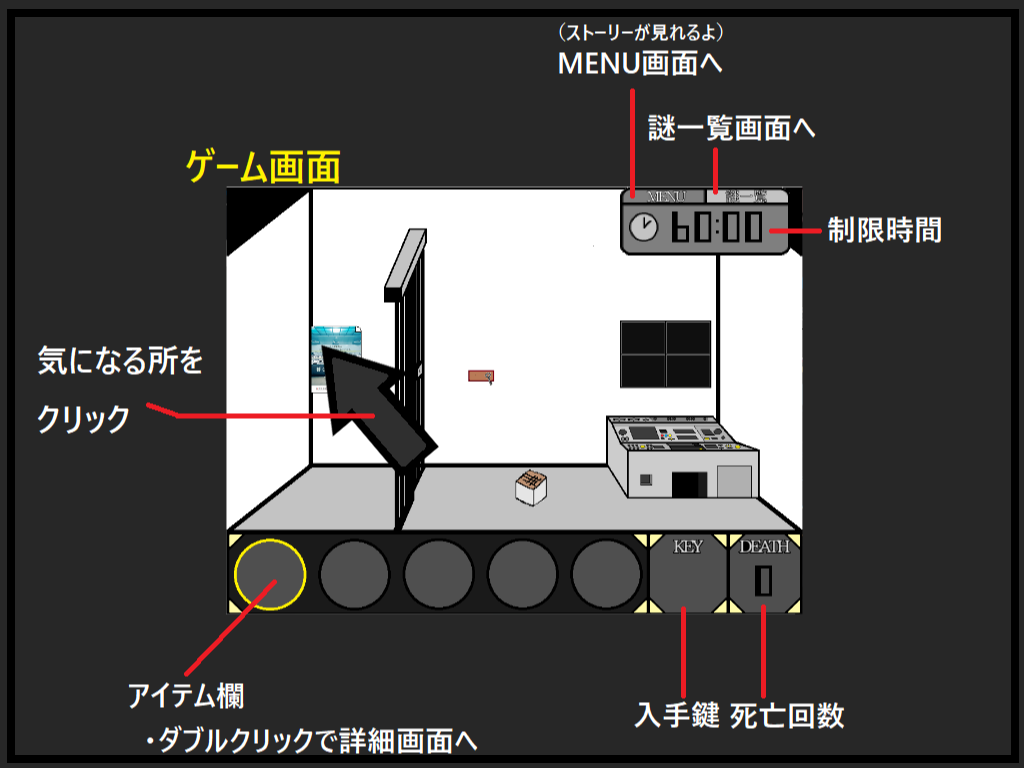 （ストーリーが見れるよ）
MENU画面へ
謎一覧画面へ
ゲーム画面
MENU
謎一覧
60:00
制限時間
気になる所を
クリック
KEY
DEATH
0
アイテム欄
・ダブルクリックで詳細画面へ
入手鍵
死亡回数